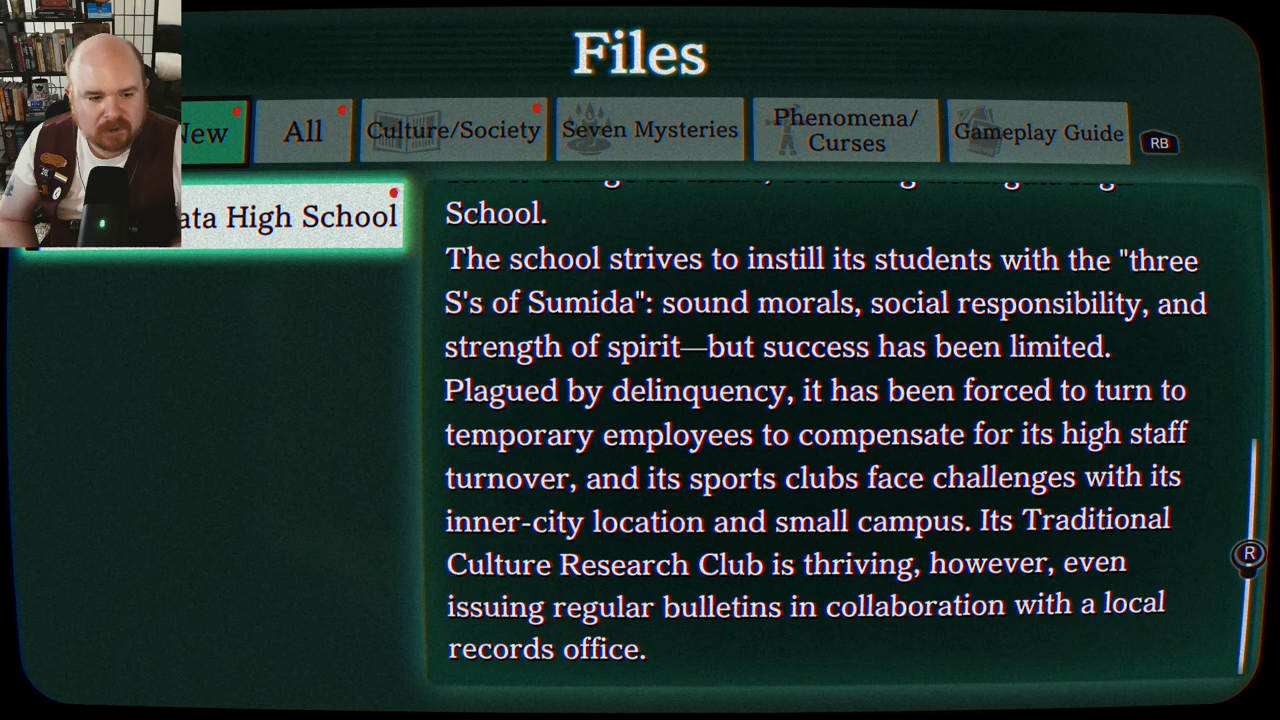 Files
New
All
Culture/Society
Seven Mysteries
Phenomena/
Curses
Gameplay Guide
RB
ata High School
School.
The school strives to instill its students with the "three
S's of Sumida": sound morals, social responsibility, and
strength of spirit—but success has been limited.
Plagued by delinquency, it has been forced to turn to
temporary employees to compensate for its high staff
turnover, and its sports clubs face challenges with its
inner-city location and small campus. Its Traditional
Culture Research Club is thriving, however, even
issuing regular bulletins in collaboration with a local
records office.
R